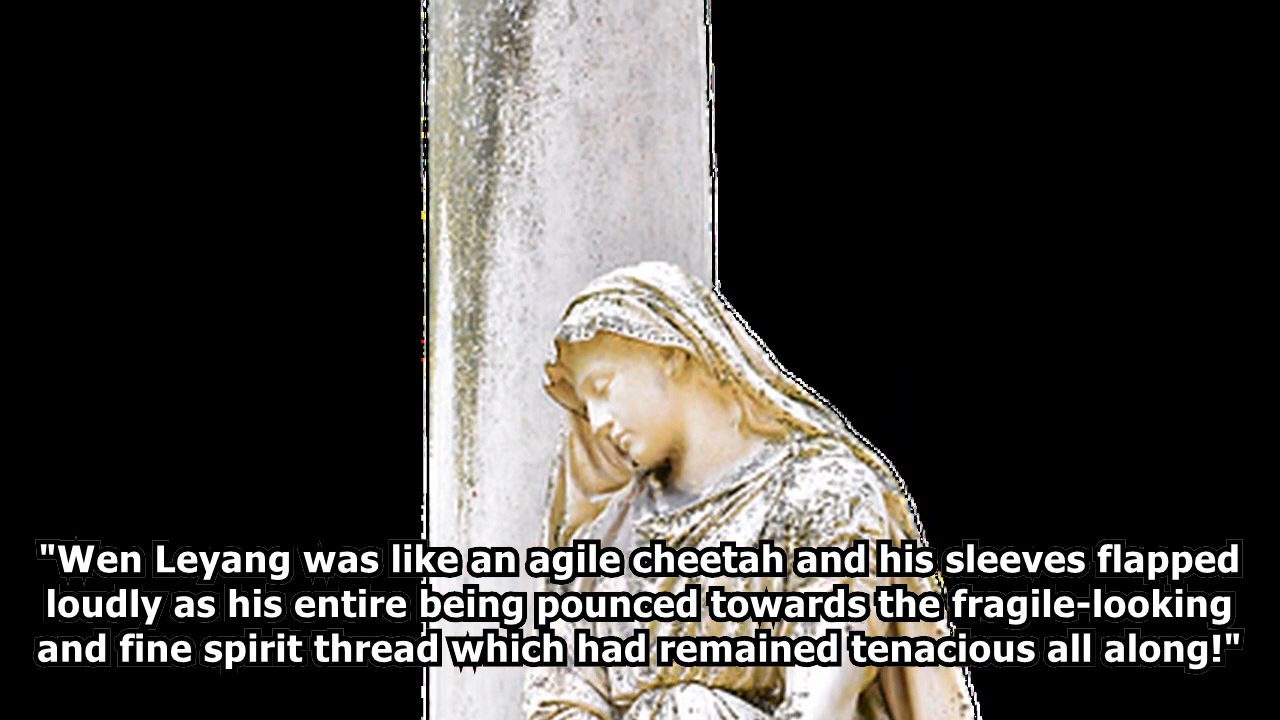 "Wen Leyang was like an agile cheetah and his sleeves flapped
loudly as his entire being pounced towards the fragile-looking
and fine spirit thread which had remained tenacious all along!"